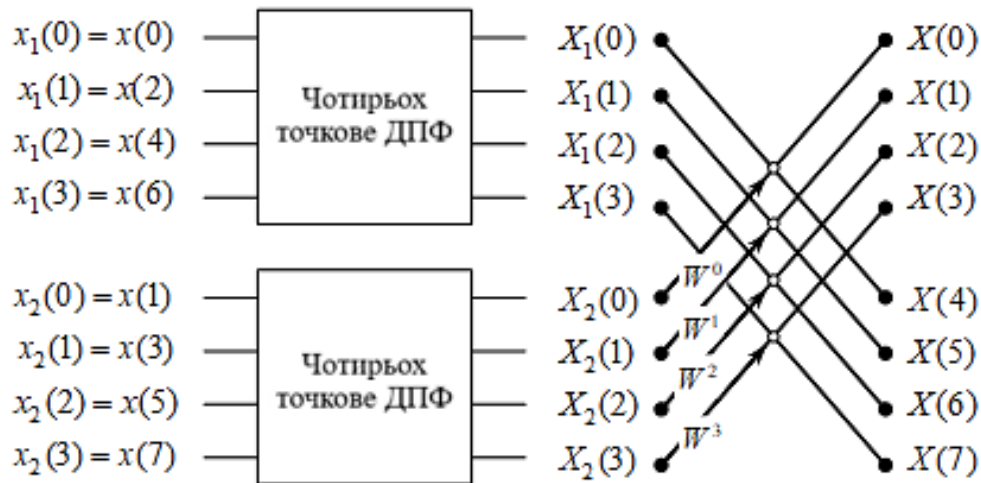 x₁(0) = x(0)
x₁(1) = x(2)
x₁(2) = x(4)
x₁(3) = x(6)
Чотирьох
точкове ДПФ
x₂(0) = x(1)
x₂(1) = x(3)
x₂(2) = x(5)
x₂(3) = x(7)
Чотирьох
точкове ДПФ
X₁(0)
X₁(1)
X₁(2)
X₁(3)
X₂(0)
X₂(1)
X₂(2)
X₂(3)
W⁰
W¹
W²
W³
X(0)
X(1)
X(2)
X(3)
X(4)
X(5)
X(6)
X(7)